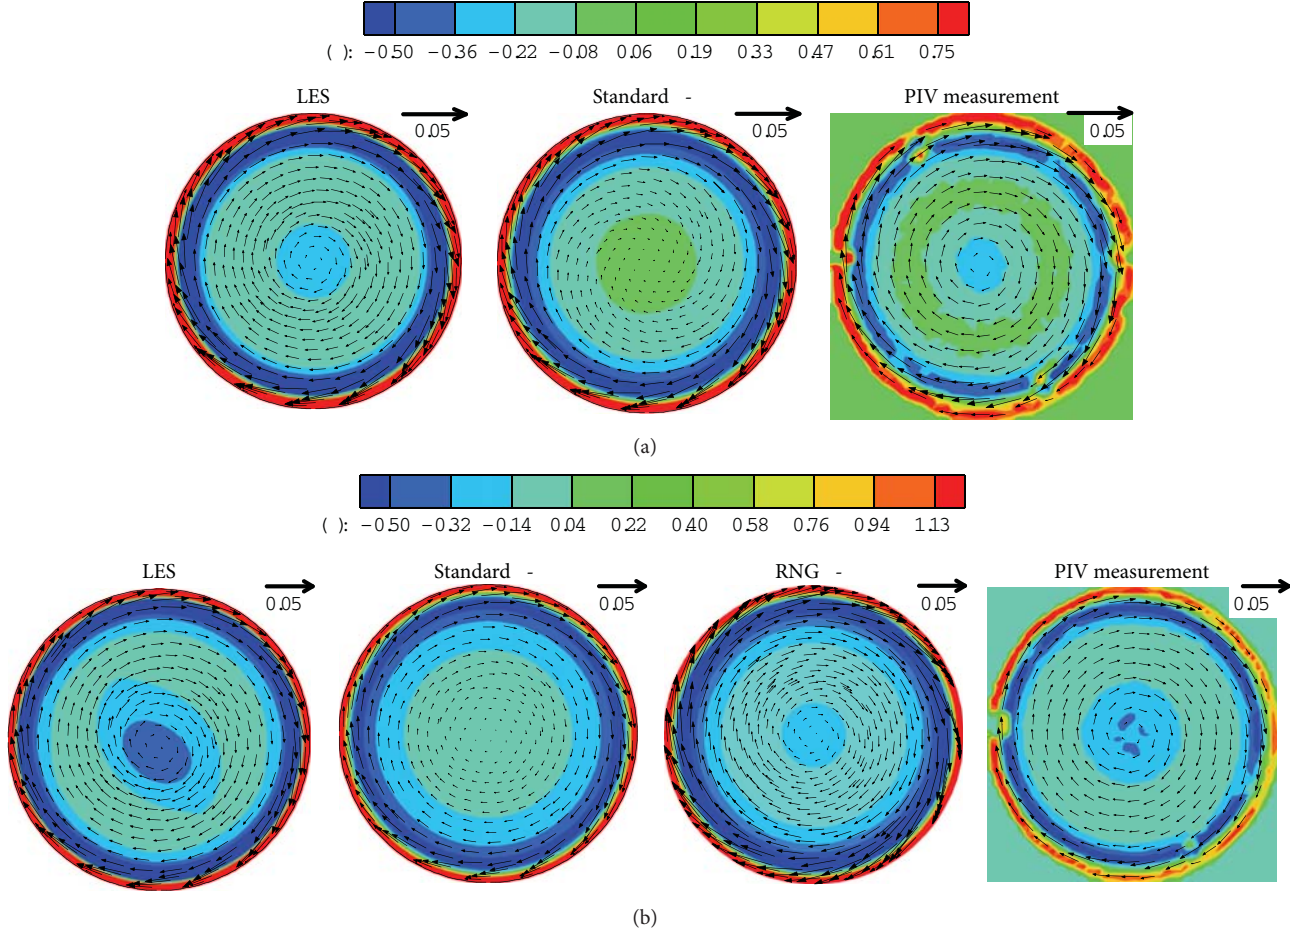 ( ): −0.50 −0.36 −0.22 −0.08 0.06 0.19 0.33 0.47 0.61 0.75
LES Standard - PIV measurement
0.05 0.05 0.05
(a)
( ): −0.50 −0.32 −0.14 0.04 0.22 0.40 0.58 0.76 0.94 1.13
LES Standard - RNG - PIV measurement
0.05 0.05 0.05 0.05
(b)